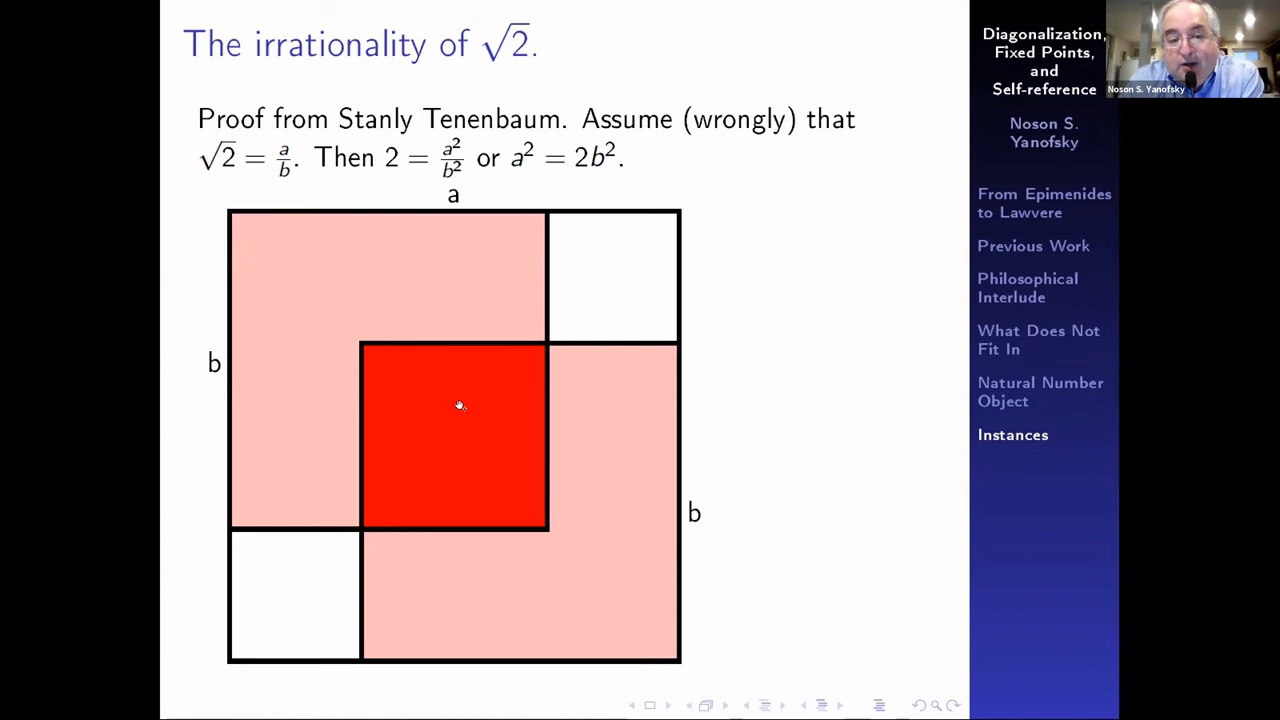 The irrationality of √2.
Proof from Stanly Tenenbaum. Assume (wrongly) that
√2 = a/b. Then 2 = a²/b² or a² = 2b².
a
b
b
Diagonalization,
Fixed Points,
and
Self-reference
Noson S.
Yanofsky
From Epimenides
to Lawvere
Previous Work
Philosophical
Interlude
What Does Not
Fit In
Natural Number
Object
Instances
Noson S. Yanofsky